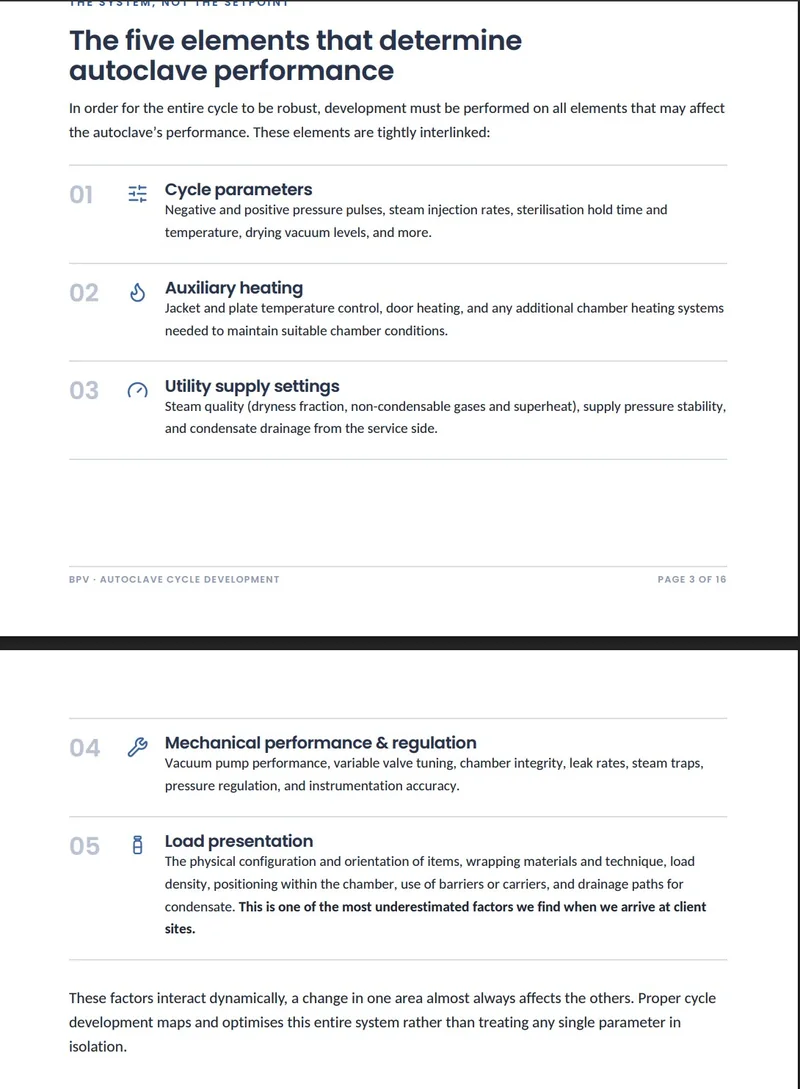 THE SYSTEM, NOT THE SETPOINT
The five elements that determine
autoclave performance
In order for the entire cycle to be robust, development must be performed on all elements that may affect
the autoclave's performance. These elements are tightly interlinked:
01
Cycle parameters
Negative and positive pressure pulses, steam injection rates, sterilisation hold time and
temperature, drying vacuum levels, and more.
02
Auxiliary heating
Jacket and plate temperature control, door heating, and any additional chamber heating systems
needed to maintain suitable chamber conditions.
03
Utility supply settings
Steam quality (dryness fraction, non-condensable gases and superheat), supply pressure stability,
and condensate drainage from the service side.
BPV · AUTOCLAVE CYCLE DEVELOPMENT
PAGE 3 OF 16
04
Mechanical performance & regulation
Vacuum pump performance, variable valve tuning, chamber integrity, leak rates, steam traps,
pressure regulation, and instrumentation accuracy.
05
Load presentation
The physical configuration and orientation of items, wrapping materials and technique, load
density, positioning within the chamber, use of barriers or carriers, and drainage paths for
condensate. This is one of the most underestimated factors we find when we arrive at client
sites.
These factors interact dynamically, a change in one area almost always affects the others. Proper cycle
development maps and optimises this entire system rather than treating any single parameter in
isolation.